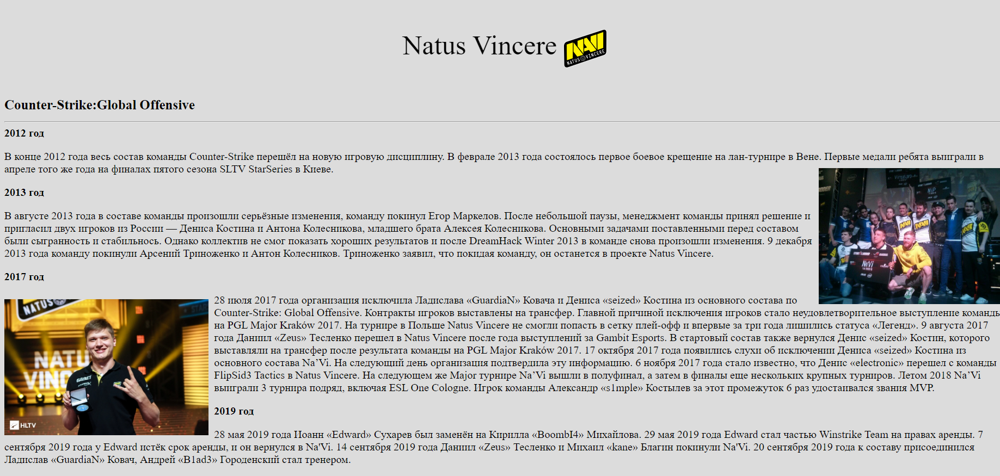 Natus Vincere
NAVI
NATUS VINCERE
Counter-Strike:Global Offensive
2012 год
В конце 2012 года весь состав команды Counter-Strike перешёл на новую игровую дисциплину. В феврале 2013 года состоялось первое боевое крещение на лан-турнире в Вене. Первые медали ребята выиграли в
апреле того же года на финалах пятого сезона SLTV StarSeries в Киеве.
2013 год
В августе 2013 года в составе команды произошли серьёзные изменения, команду покинул Егор Маркелов. После небольшой паузы, менеджмент команды принял решение и
пригласил двух игроков из России — Дениса Костина и Антона Колесникова, младшего брата Алексея Колесникова. Основными задачами поставленными перед составом
были сыгранность и стабильнось. Однако коллектив не смог показать хороших результатов и после DreamHack Winter 2013 в команде снова произошли изменения. 9 декабря
2013 года команду покинули Арсений Триноженко и Антон Колесников. Триноженко заявил, что покидая команду, он останется в проекте Natus Vincere.
Virtus.pro
NiP
NaVi
2017 год
28 июля 2017 года организация исключила Ладислава «GuardiaN» Ковача и Дениса «seized» Костина из основного состава по
Counter-Strike: Global Offensive. Контракты игроков выставлены на трансфер. Главной причиной исключения игроков стало неудовлетворительное выступление команды
на PGL Major Kraków 2017. На турнире в Польше Natus Vincere не смогли попасть в сетку плей-офф и впервые за три года лишились статуса «Легенд». 9 августа 2017
года Даниил «Zeus» Тесленко перешел в Natus Vincere после года выступлений за Gambit Esports. В стартовый состав также вернулся Денис «seized» Костин, которого
выставляли на трансфер после результата команды на PGL Major Kraków 2017. 17 октября 2017 года появились слухи об исключении Дениса «seized» Костина из
основного состава Na’Vi. На следующий день организация подтвердила эту информацию. 6 ноября 2017 года стало известно, что Денис «electronic» перешел с команды
FlipSid3 Tactics в Natus Vincere. На следующем же Major турнире Na’Vi вышли в полуфинал, а затем в финалы еще нескольких крупных турниров. Летом 2018 Na’Vi
выиграли 3 турнира подряд, включая ESL One Cologne. Игрок команды Александр «s1mple» Костылев за этот промежуток 6 раз удостаивался звания MVP.
NATUS
NATU
VINC
GGBET
HLTV
2019 год
28 мая 2019 года Иоанн «Edward» Сухарев был заменён на Кирилла «BoombI4» Михайлова. 29 мая 2019 года Edward стал частью Winstrike Team на правах аренды. 7
сентября 2019 года у Edward истёк срок аренды, и он вернулся в Na'Vi. 14 сентября 2019 года Даниил «Zeus» Тесленко и Михаил «kane» Благин покинули Na'Vi. 20 сентября 2019 года к составу присоединился
Ладислав «GuardiaN» Ковач, Андрей «B1ad3» Городенский стал тренером.